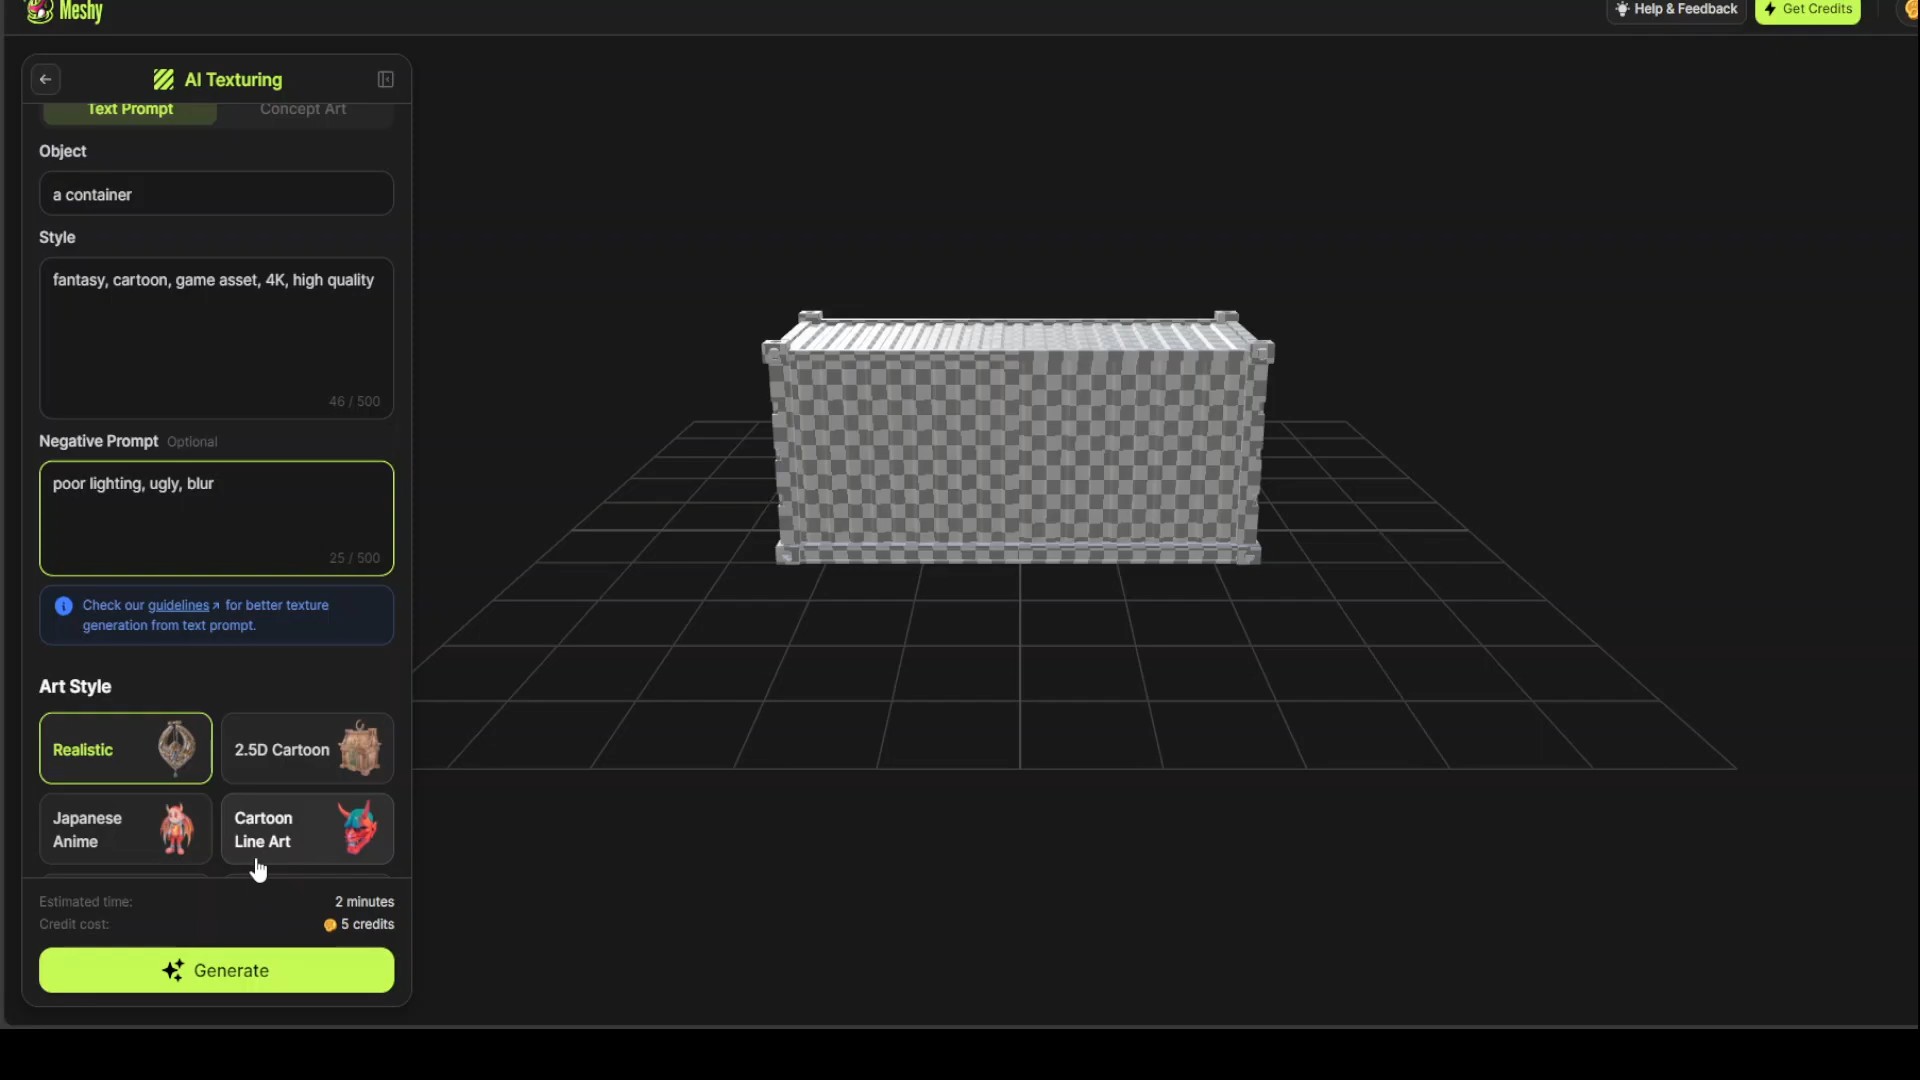 Meshy
Help & Feedback
Get Credits
AI Texturing
Text Prompt
Concept Art
Object
a container
Style
fantasy, cartoon, game asset, 4K, high quality
46 / 500
Negative Prompt Optional
poor lighting, ugly, blur
25 / 500
Check our guidelines↗ for better texture
generation from text prompt.
Art Style
Realistic
2.5D Cartoon
Japanese
Anime
Cartoon
Line Art
Estimated time:
2 minutes
Credit cost:
5 credits
Generate